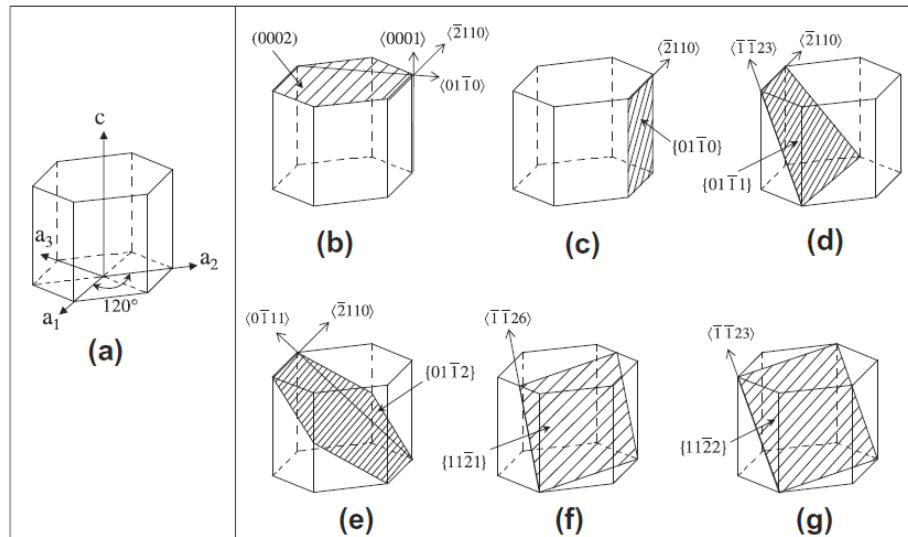 c
a₃
a₂
120°
a₁
(a)
(0002)
⟨0001⟩
⟨2̅110⟩
⟨011̅0⟩
(b)
⟨2̅110⟩
{011̅0}
(c)
⟨1̅1̅23⟩
⟨2̅110⟩
{011̅1}
(d)
⟨01̅11⟩
⟨2̅110⟩
{011̅2}
(e)
⟨1̅1̅26⟩
{112̅1}
(f)
⟨1̅1̅23⟩
{112̅2}
(g)